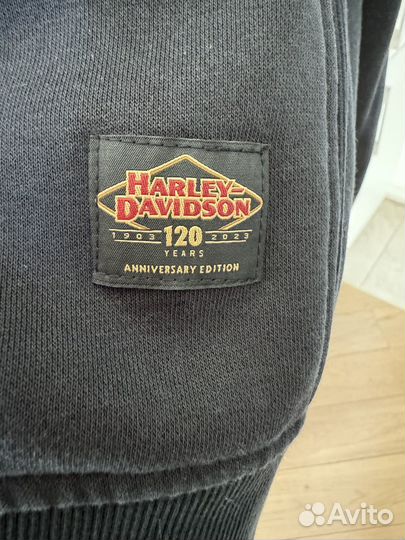 HARLEY-
DAVIDSON
1903 120 2023
YEARS
ANNIVERSARY EDITION
Avito